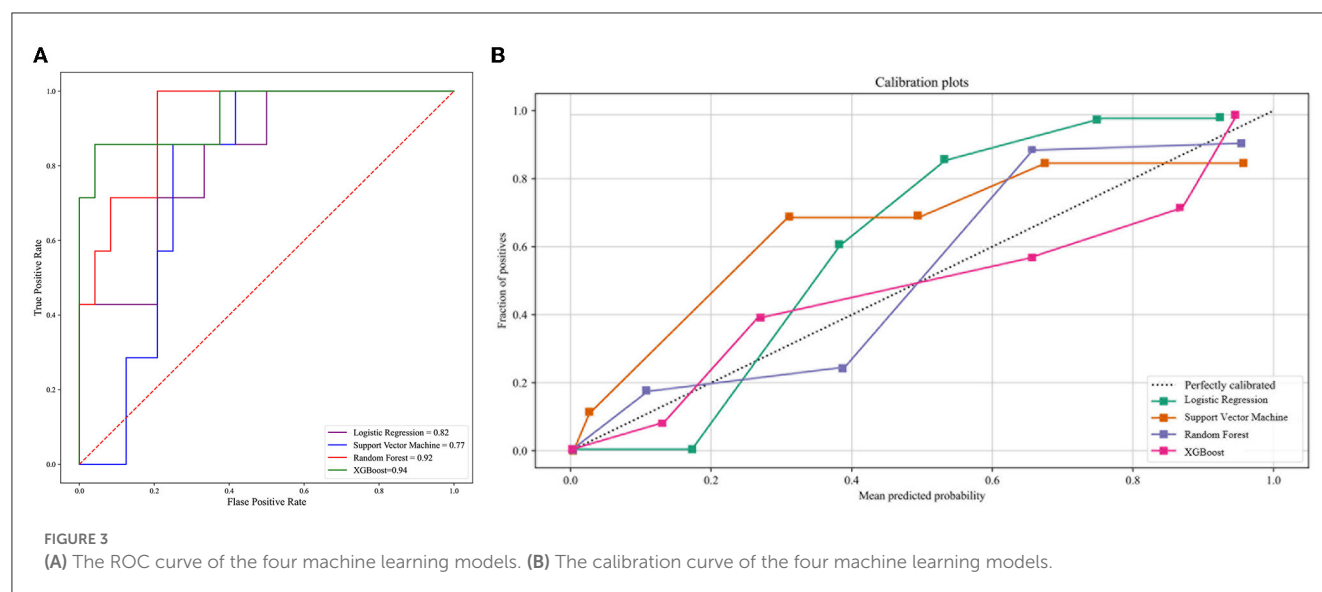 A
1.0
0.8
0.6
0.4
0.2
0.0
True Positive Rate
Logistic Regression = 0.82
Support Vector Machine = 0.77
Random Forest = 0.92
XGBoost=0.94
0.0 0.2 0.4 0.6 0.8 1.0
Flase Positive Rate
B
Calibration plots
1.0
0.8
0.6
0.4
0.2
0.0
Fraction of positives
Perfectly calibrated
Logistic Regression
Support Vector Machine
Random Forest
XGBoost
0.0 0.2 0.4 0.6 0.8 1.0
Mean predicted probability
FIGURE 3
(A) The ROC curve of the four machine learning models. (B) The calibration curve of the four machine learning models.